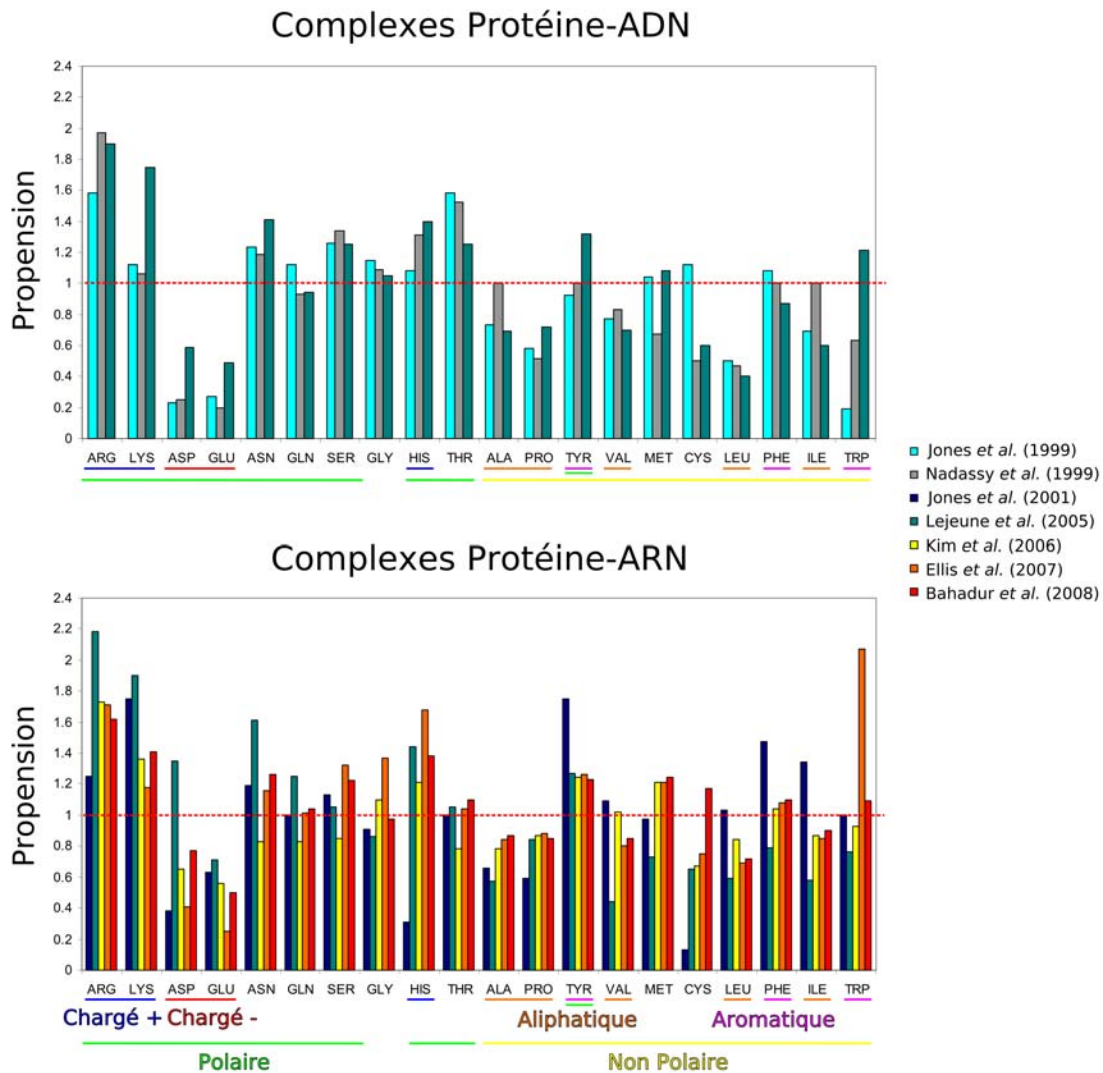 Complexes Protéine-ADN
Propension
2.4
2.2
2
1.8
1.6
1.4
1.2
1
0.8
0.6
0.4
0.2
0
ARG LYS ASP GLU ASN GLN SER GLY HIS THR ALA PRO TYR VAL MET CYS LEU PHE ILE TRP
Jones et al. (1999)
Nadassy et al. (1999)
Jones et al. (2001)
Lejeune et al. (2005)
Kim et al. (2006)
Ellis et al. (2007)
Bahadur et al. (2008)
Complexes Protéine-ARN
Propension
2.4
2.2
2
1.8
1.6
1.4
1.2
1
0.8
0.6
0.4
0.2
0
ARG LYS ASP GLU ASN GLN SER GLY HIS THR ALA PRO TYR VAL MET CYS LEU PHE ILE TRP
Chargé + Chargé - Aliphatique Aromatique
Polaire Non Polaire